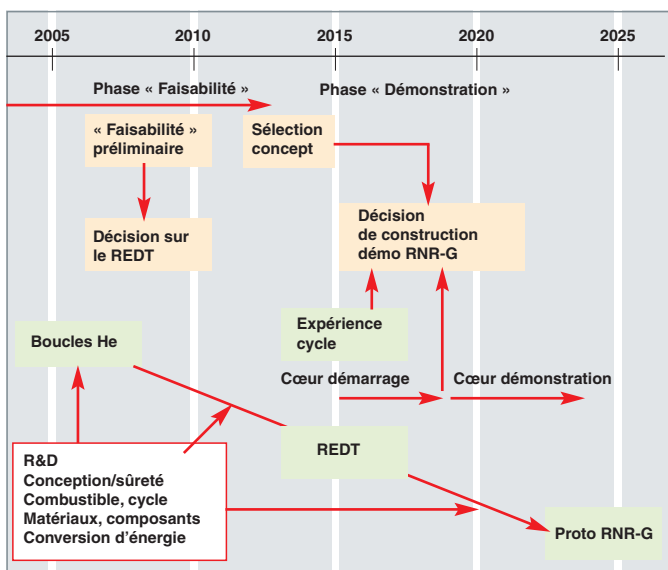 2005 2010 2015 2020 2025
Phase « Faisabilité » Phase « Démonstration »
« Faisabilité »
préliminaire
Sélection
concept
Décision sur
le REDT
Décision
de construction
démo RNR-G
Boucles He
Expérience
cycle
Cœur démarrage Cœur démonstration
R&D
Conception/sûreté
Combustible, cycle
Matériaux, composants
Conversion d’énergie
REDT
Proto RNR-G